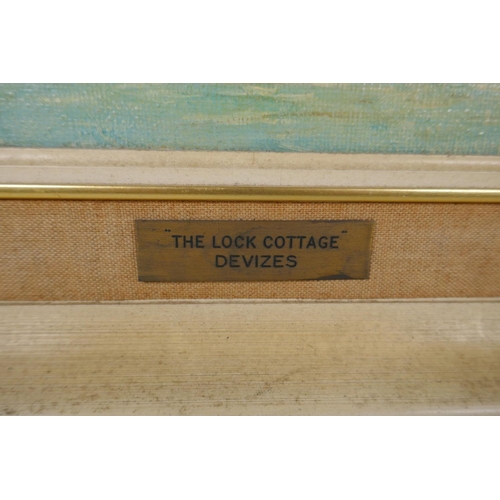 "THE LOCK COTTAGE"
DEVIZES